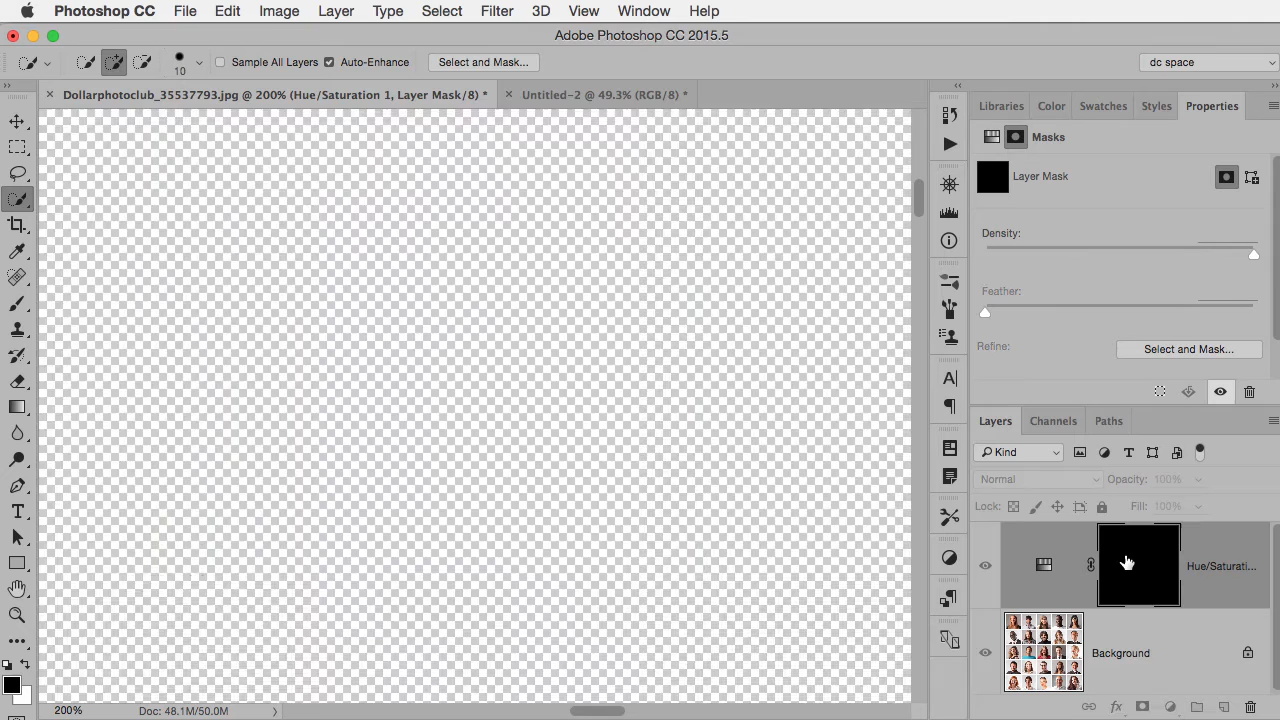 Photoshop CC File Edit Image Layer Type Select Filter 3D View Window Help
Adobe Photoshop CC 2015.5
10 Sample All Layers Auto-Enhance Select and Mask... dc space
Dollarphotoclub_35537793.jpg @ 200% (Hue/Saturation 1, Layer Mask/8) * Untitled-2 @ 49.3% (RGB/8) *
Libraries Color Swatches Styles Properties
Masks
Layer Mask
Density:
Feather:
Refine: Select and Mask...
Layers Channels Paths
Kind
Normal Opacity: 100%
Lock: Fill: 100%
Hue/Saturati...
Background
200% Doc: 48.1M/50.0M